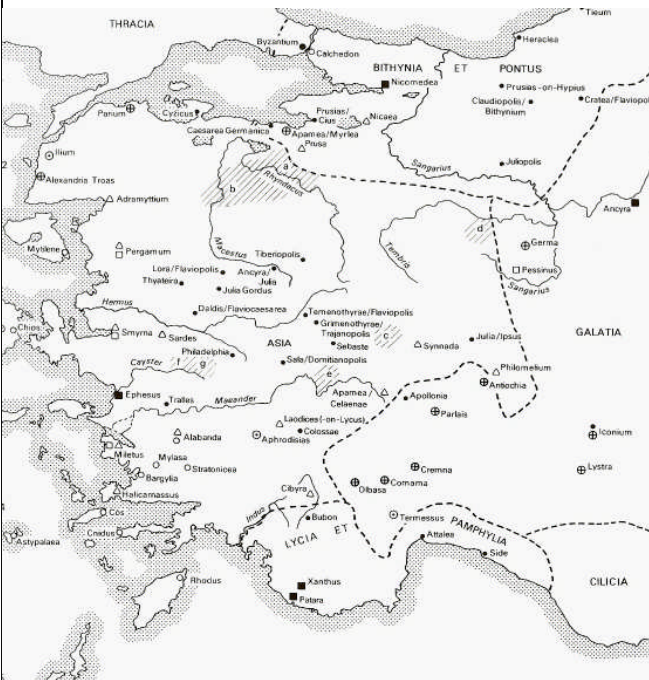 Tieum
THRACIA
Heraclea
Byzantium
Calchedon
BITHYNIA ET PONTUS
Nicomedea
Prusias-on-Hypius
Claudiopolis/
Bithynium
Cratea/Flaviopol
Parium
Cyzicus
Prusias/
Cius
Nicaea
Caesarea Germanica
Apamea/Myrlea
Prusa
Ilium
2
a
Sangarius
Juliopolis
Alexandria Troas
b
Rhyndacus
Adramyttium
Ancyra
d
Mytilene
Pergamum
Macestus
Tembris
Germa
Tiberiopolis
Lora/Flaviopolis
Ancyra/
Julia
Pessinus
Thyateira
Julia Gordus
Sangarius
Hermus
Daldis/Flaviocaesarea
Temenothyrae/Flaviopolis
Chios
Grimenothyrae/
Trajanopolis
Smyrna
Sardes
Sebaste
c
Julia/Ipsus
GALATIA
ASIA
Synnada
Philadelphia
Cayster
f
g
Sala/Domitianopolis
Philomelium
e
Antiochia
Ephesus
Tralles
Maeander
Apamea/
Celaenae
Apollonia
Parlais
Laodicea(-on-Lycus)
Colossae
Alabanda
Aphrodisias
Iconium
Miletus
Mylasa
Stratonicea
Bargylia
Cremna
Lystra
Halicarnassus
Cibyra
Olbasa
Comama
Cos
Indus
Bubon
Termessus
Cnidus
LYCIA ET PAMPHYLIA
Astypalaea
Attalea
Side
Rhodus
Xanthus
CILICIA
Patara